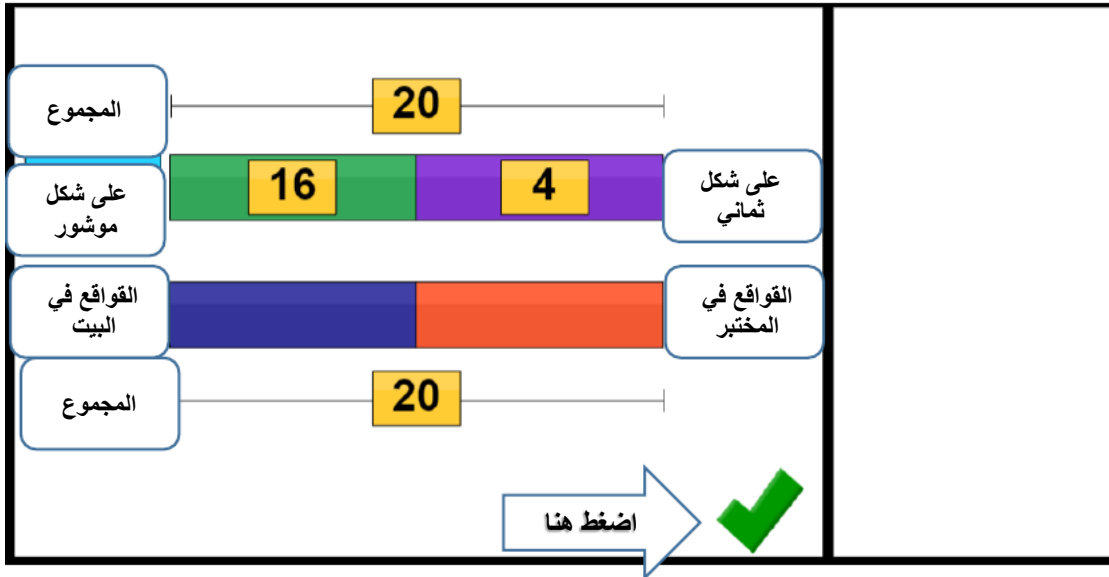 المجموع
20
على شكل
موشور
16
4
على شكل
ثماني
القواقع في
البيت
القواقع في
المختبر
المجموع
20
اضغط هنا